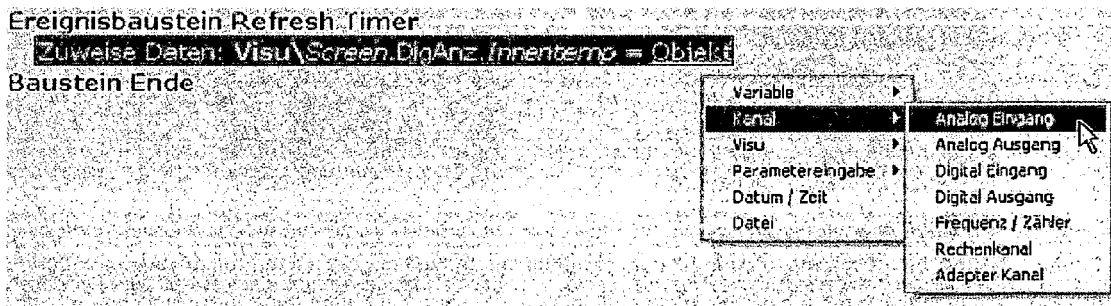 Ereignisbaustein Refresh Timer
Zuweise Daten: Visu\Screen.DigAnz.Innentemp = Objekt
Baustein Ende
Variable
Kanal
Visu
Parametereingabe
Datum / Zeit
Datei
Analog Eingang
Analog Ausgang
Digital Eingang
Digital Ausgang
Frequenz / Zähler
Rechenkanal
Adapter Kanal